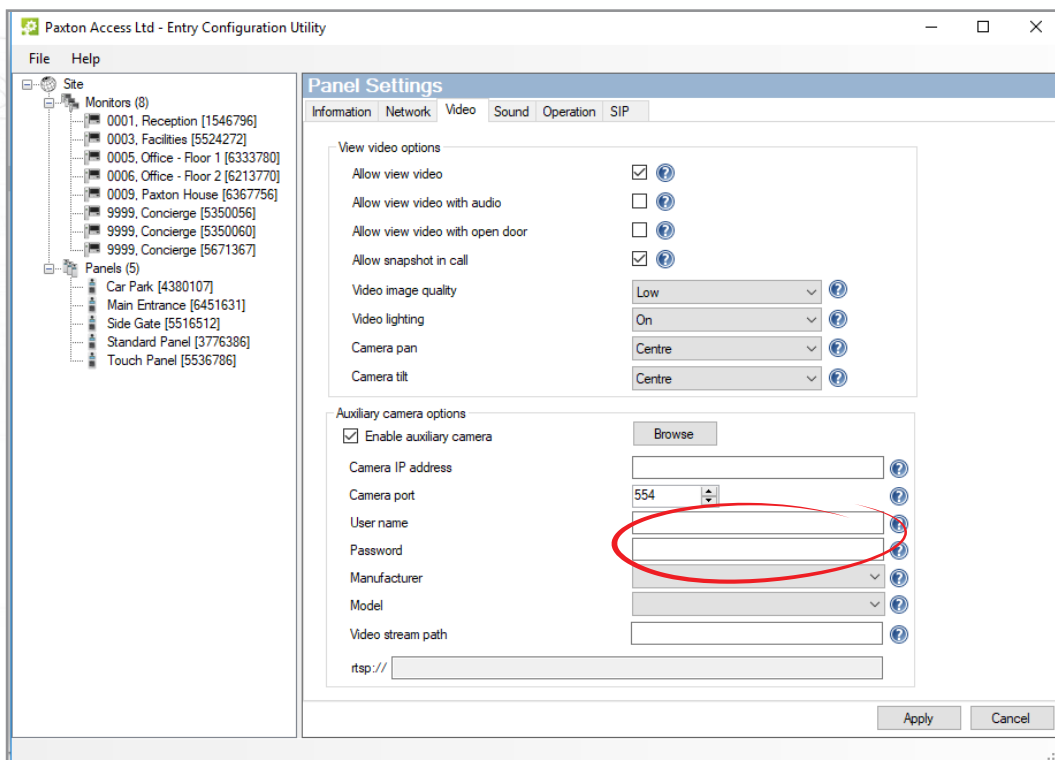 Paxton Access Ltd - Entry Configuration Utility
File Help
Site
Monitors (8)
0001, Reception [1546796]
0003, Facilities [5524272]
0005, Office - Floor 1 [6333780]
0006, Office - Floor 2 [6213770]
0009, Paxton House [6367756]
9999, Concierge [5350056]
9999, Concierge [5350060]
9999, Concierge [5671367]
Panels (5)
Car Park [4380107]
Main Entrance [6451631]
Side Gate [5516512]
Standard Panel [3776386]
Touch Panel [5536786]
Panel Settings
Information Network Video Sound Operation SIP
View video options
Allow view video ?
Allow view video with audio ?
Allow view video with open door ?
Allow snapshot in call ?
Video image quality Low ?
Video lighting On ?
Camera pan Centre ?
Camera tilt Centre ?
Auxiliary camera options
Enable auxiliary camera Browse
Camera IP address ?
Camera port 554 ?
User name ?
Password ?
Manufacturer ?
Model ?
Video stream path ?
rtsp://
Apply Cancel